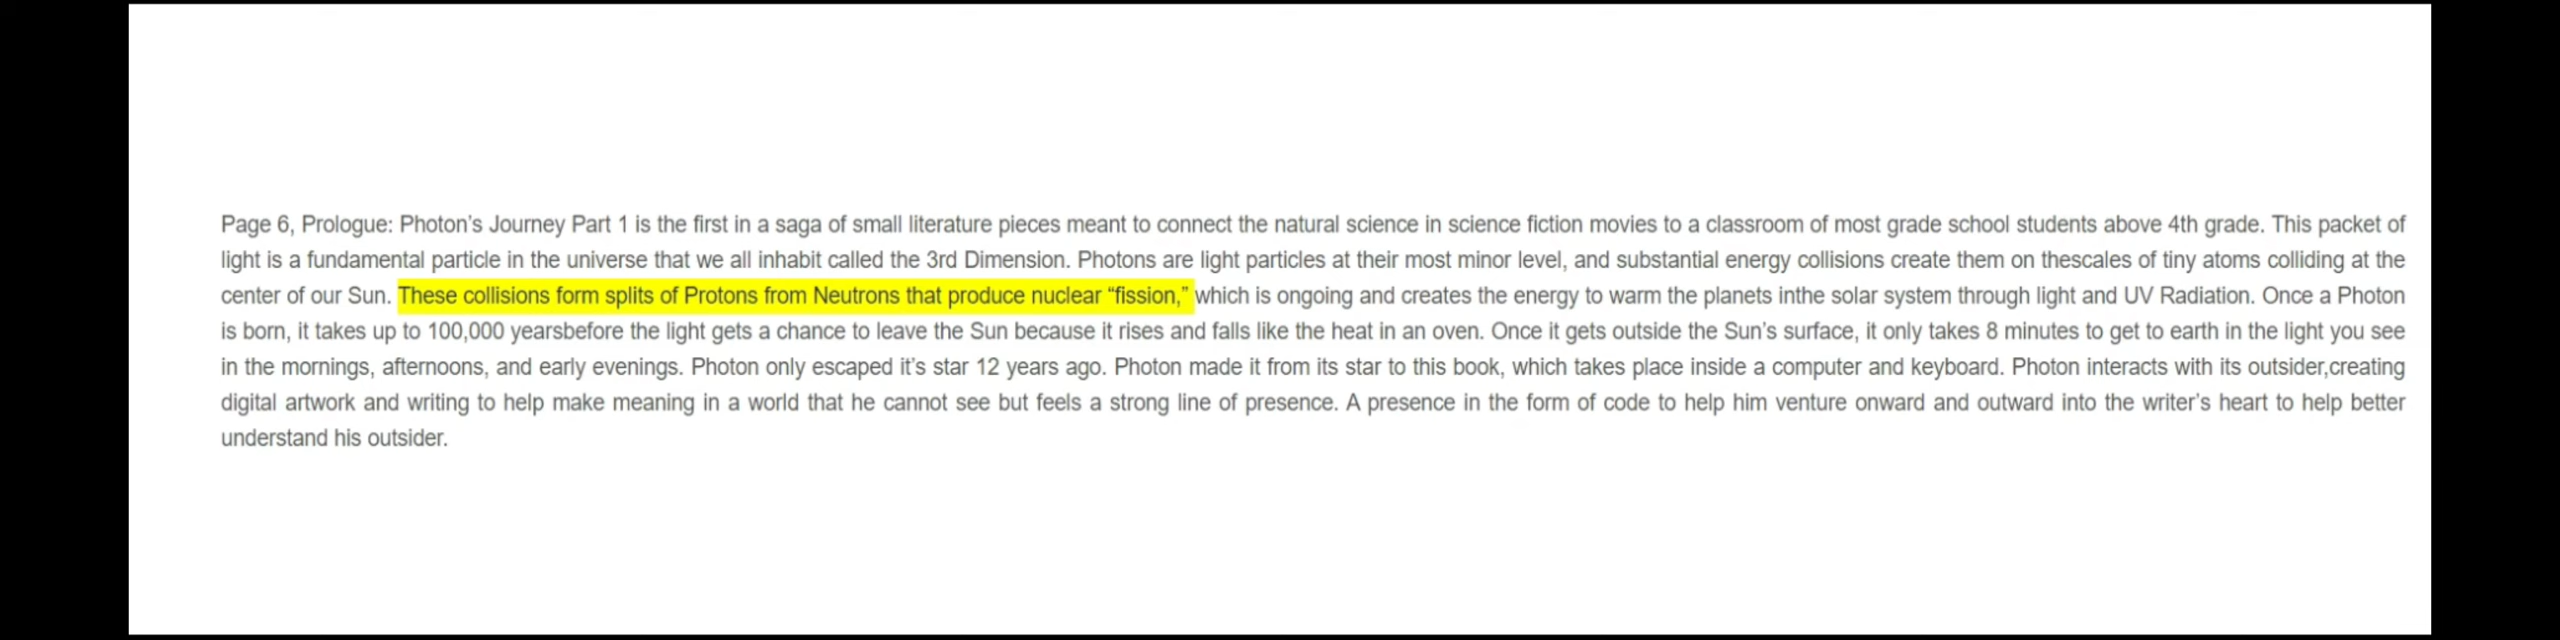 Page 6, Prologue: Photon’s Journey Part 1 is the first in a saga of small literature pieces meant to connect the natural science in science fiction movies to a classroom of most grade school students above 4th grade. This packet of
light is a fundamental particle in the universe that we all inhabit called the 3rd Dimension. Photons are light particles at their most minor level, and substantial energy collisions create them on thescales of tiny atoms colliding at the
center of our Sun. These collisions form splits of Protons from Neutrons that produce nuclear “fission,” which is ongoing and creates the energy to warm the planets inthe solar system through light and UV Radiation. Once a Photon
is born, it takes up to 100,000 yearsbefore the light gets a chance to leave the Sun because it rises and falls like the heat in an oven. Once it gets outside the Sun’s surface, it only takes 8 minutes to get to earth in the light you see
in the mornings, afternoons, and early evenings. Photon only escaped it’s star 12 years ago. Photon made it from its star to this book, which takes place inside a computer and keyboard. Photon interacts with its outsider,creating
digital artwork and writing to help make meaning in a world that he cannot see but feels a strong line of presence. A presence in the form of code to help him venture onward and outward into the writer’s heart to help better
understand his outsider.